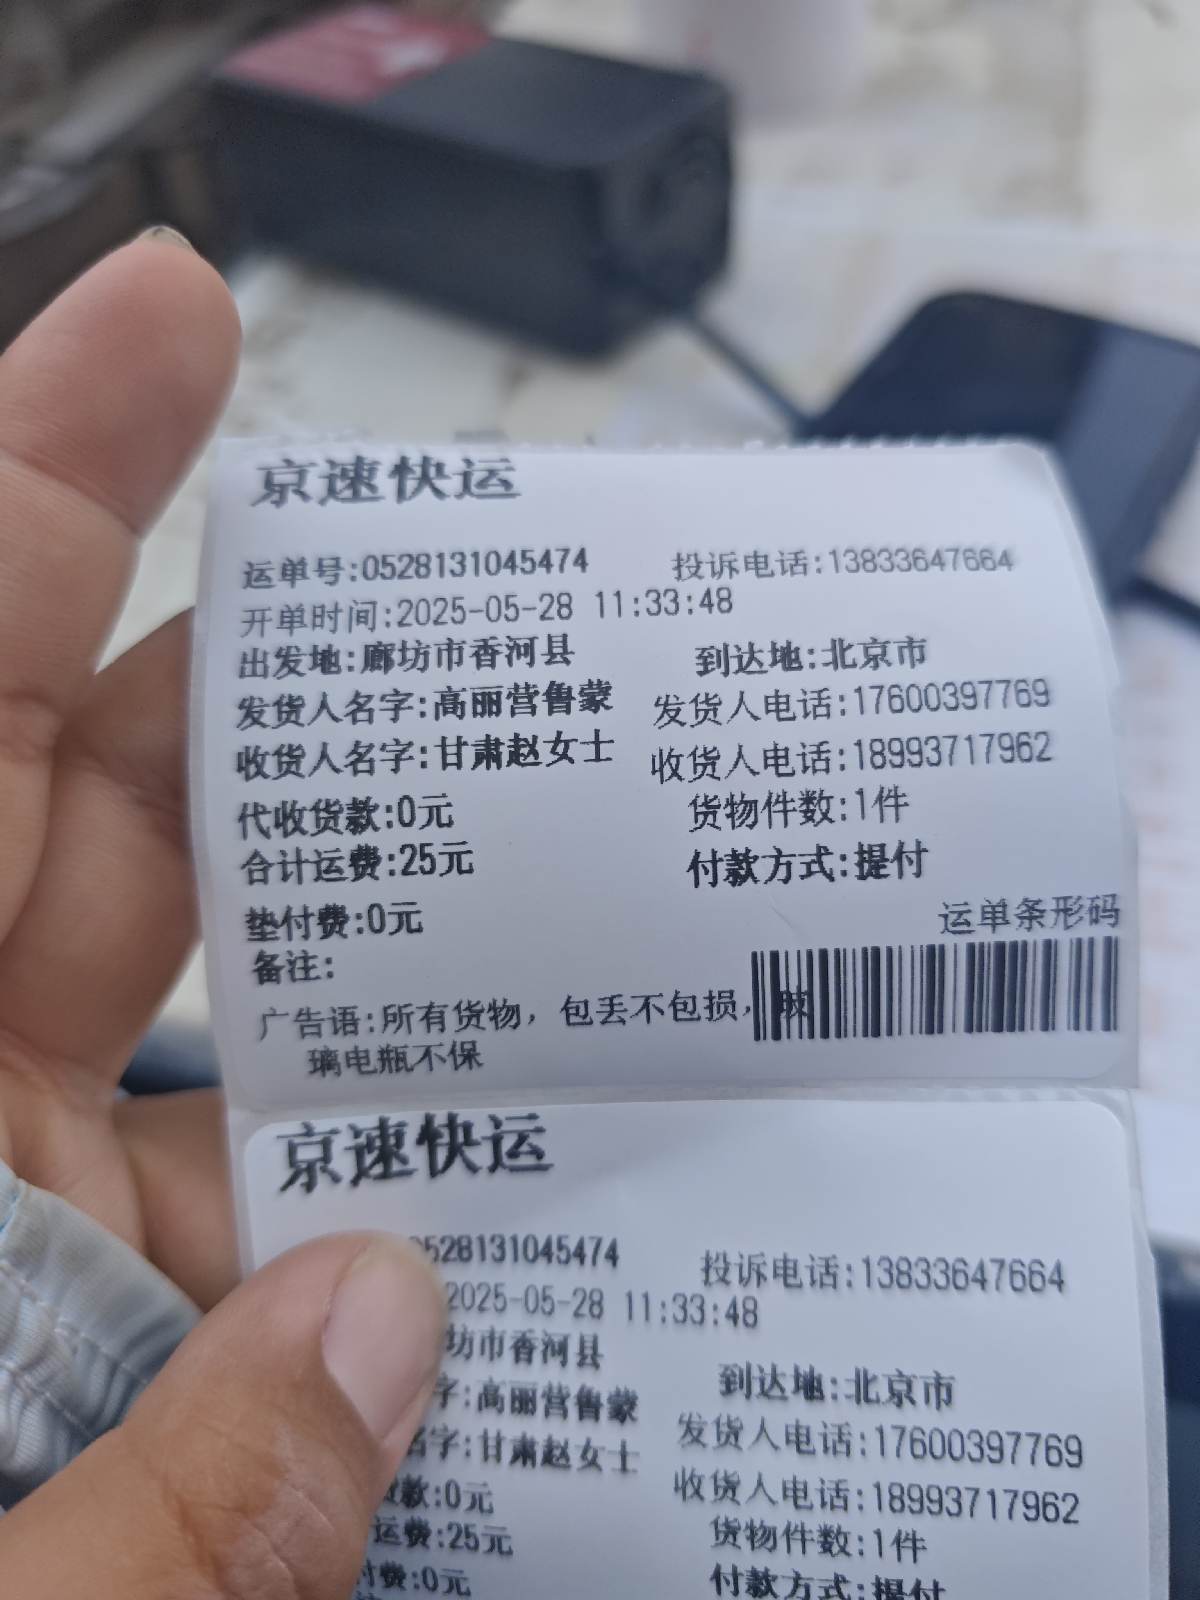 京速快运
运单号:0528131045474 投诉电话:13833647664
开单时间:2025-05-28 11:33:48
出发地:廊坊市香河县 到达地:北京市
发货人名字:高丽营鲁蒙 发货人电话:17600397769
收货人名字:甘肃赵女士 收货人电话:18993717962
代收货款:0元 货物件数:1件
合计运费:25元 付款方式:提付
垫付费:0元 运单条形码
备注:
广告语:所有货物，包丢不包损，玻
璃电瓶不保
京速快运
528131045474 投诉电话:13833647664
2025-05-28 11:33:48
坊市香河县 到达地:北京市
字:高丽营鲁蒙 发货人电话:17600397769
名字:甘肃赵女士 收货人电话:18993717962
货款:0元 货物件数:1件
运费:25元 付款方式:提付
付费:0元